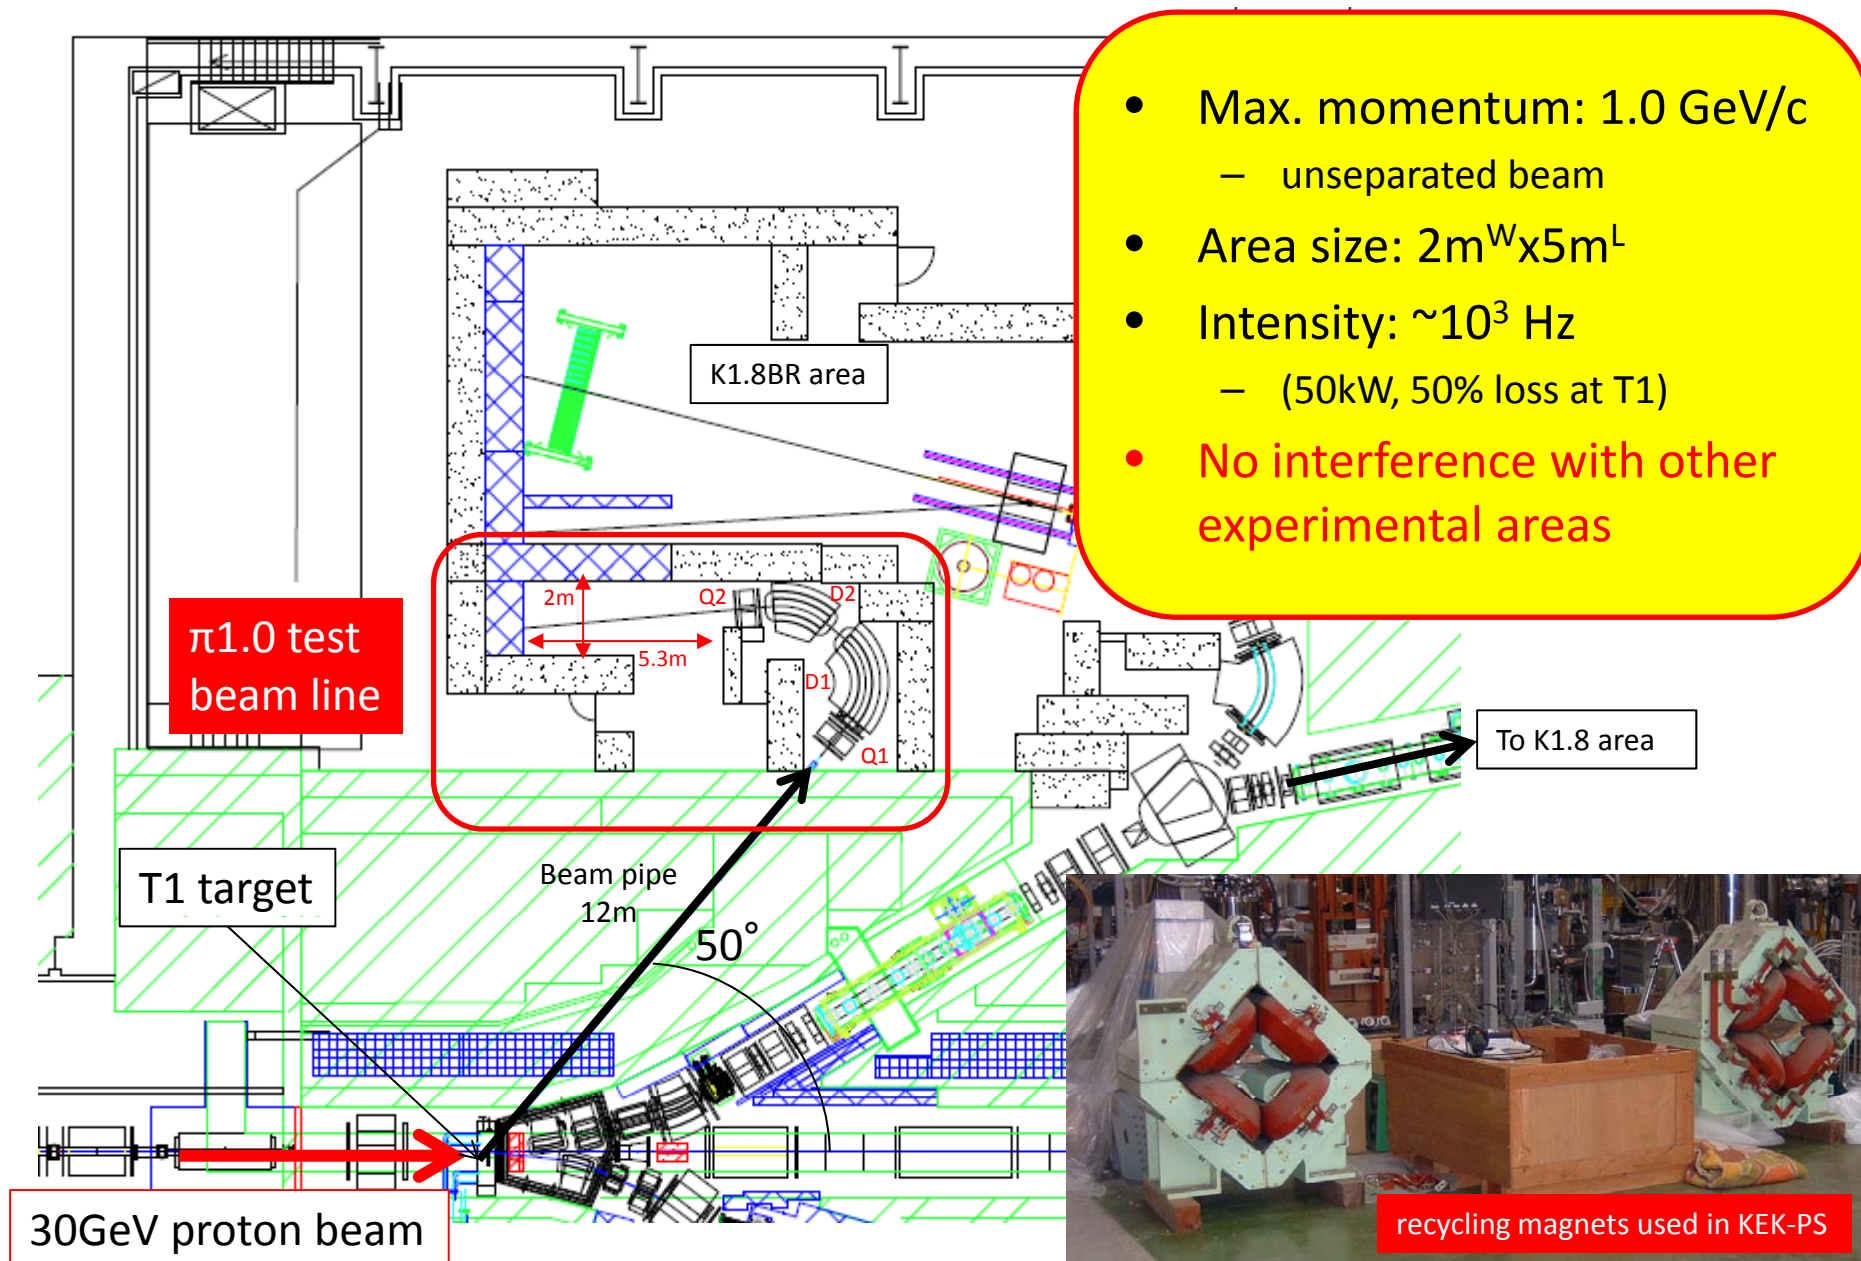 • Max. momentum: 1.0 GeV/c
– unseparated beam
• Area size: 2mᵂx5mᴸ
• Intensity: ~10³ Hz
– (50kW, 50% loss at T1)
• No interference with other
experimental areas
K1.8BR area
π1.0 test
beam line
2m
5.3m
Q2
D2
D1
Q1
To K1.8 area
T1 target
Beam pipe
12m
50°
30GeV proton beam
recycling magnets used in KEK-PS